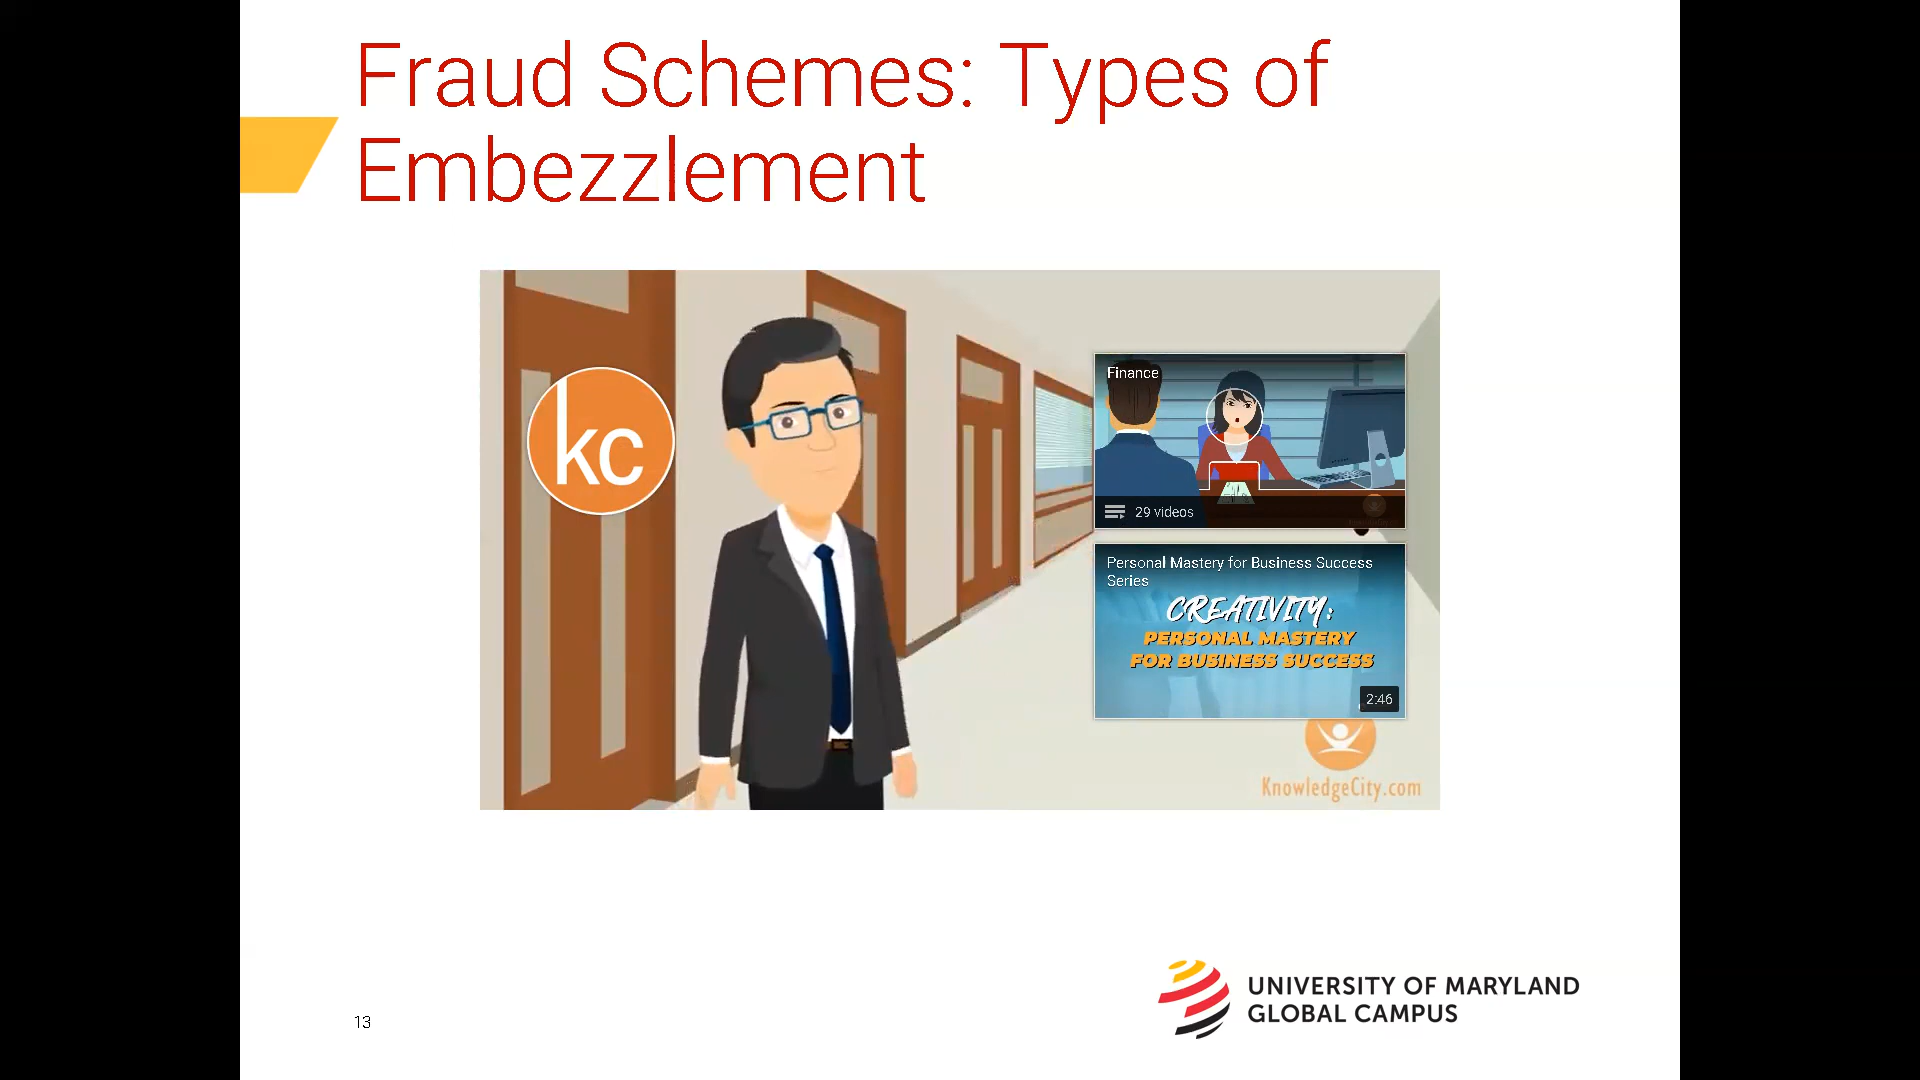 Fraud Schemes: Types of
Embezzlement
kc
Finance
29 videos
Personal Mastery for Business Success
Series
CREATIVITY:
PERSONAL MASTERY
FOR BUSINESS SUCCESS
2:46
KnowledgeCity.com
UNIVERSITY OF MARYLAND
GLOBAL CAMPUS
13